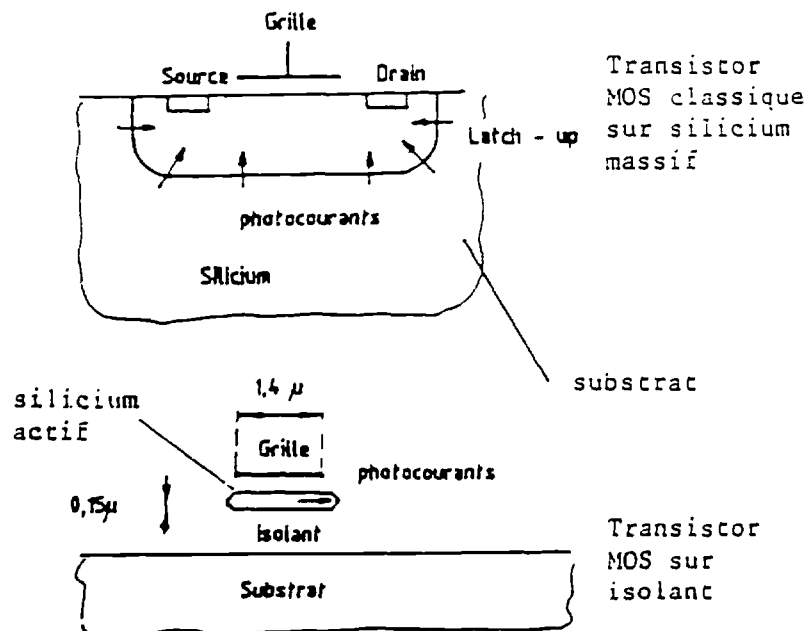 Grille
Source
Drain
Transistor
MOS classique
sur silicium
massif
Latch - up
photocourants
Silicium
substrat
silicium
actif
1,4 μ
Grille
photocourants
0,15μ
Isolant
Transistor
MOS sur
isolant
Substrat